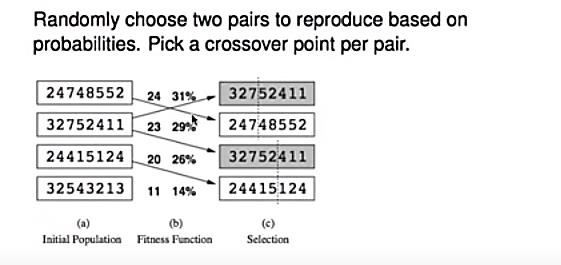 Randomly choose two pairs to reproduce based on
probabilities. Pick a crossover point per pair.
24748552 24 31% 32752411
32752411 23 29% 24748552
24415124 20 26% 32752411
32543213 11 14% 24415124
(a) (b) (c)
Initial Population Fitness Function Selection